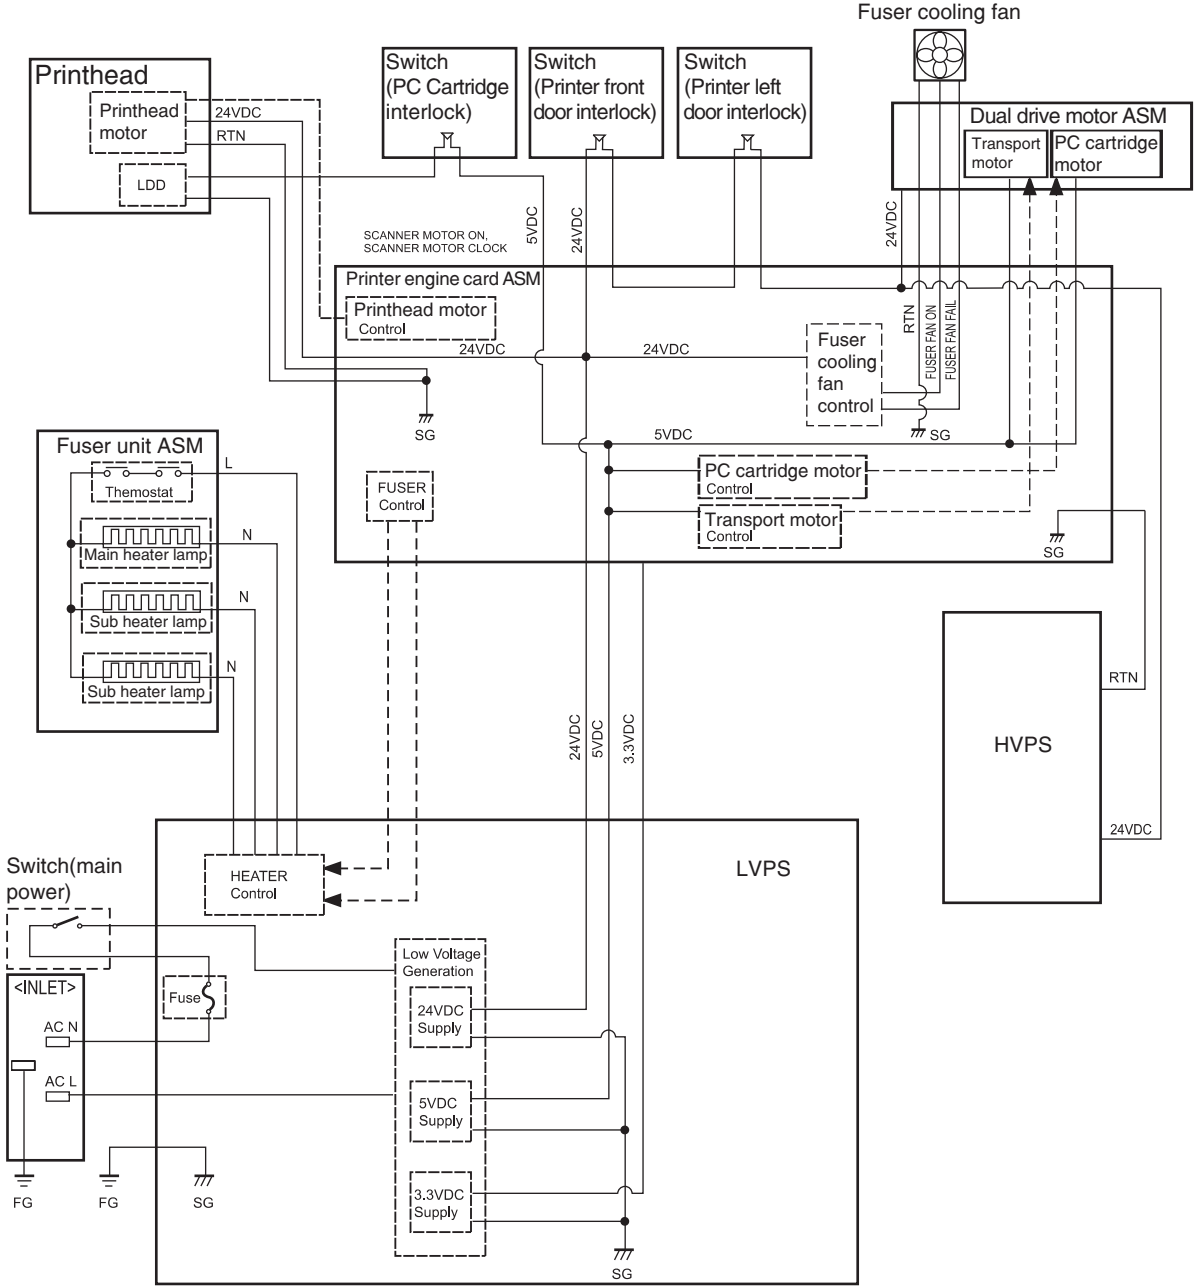 Fuser cooling fan
Printhead
Printhead
motor
24VDC
RTN
LDD
Switch
(PC Cartridge
interlock)
Switch
(Printer front
door interlock)
Switch
(Printer left
door interlock)
Dual drive motor ASM
Transport
motor
PC cartridge
motor
SCANNER MOTOR ON,
SCANNER MOTOR CLOCK
5VDC
24VDC
24VDC
Printer engine card ASM
Printhead motor
Control
24VDC
24VDC
Fuser
cooling
fan
control
RTN
FUSER FAN ON
FUSER FAN FAIL
SG
SG
5VDC
PC cartridge motor
Control
Transport motor
Control
FUSER
Control
SG
Fuser unit ASM
L
Themostat
N
Main heater lamp
N
Sub heater lamp
N
Sub heater lamp
24VDC
5VDC
3.3VDC
RTN
HVPS
24VDC
LVPS
HEATER
Control
Switch(main
power)
Low Voltage
Generation
<INLET>
Fuse
24VDC
Supply
AC N
AC L
5VDC
Supply
3.3VDC
Supply
FG
FG
SG
SG